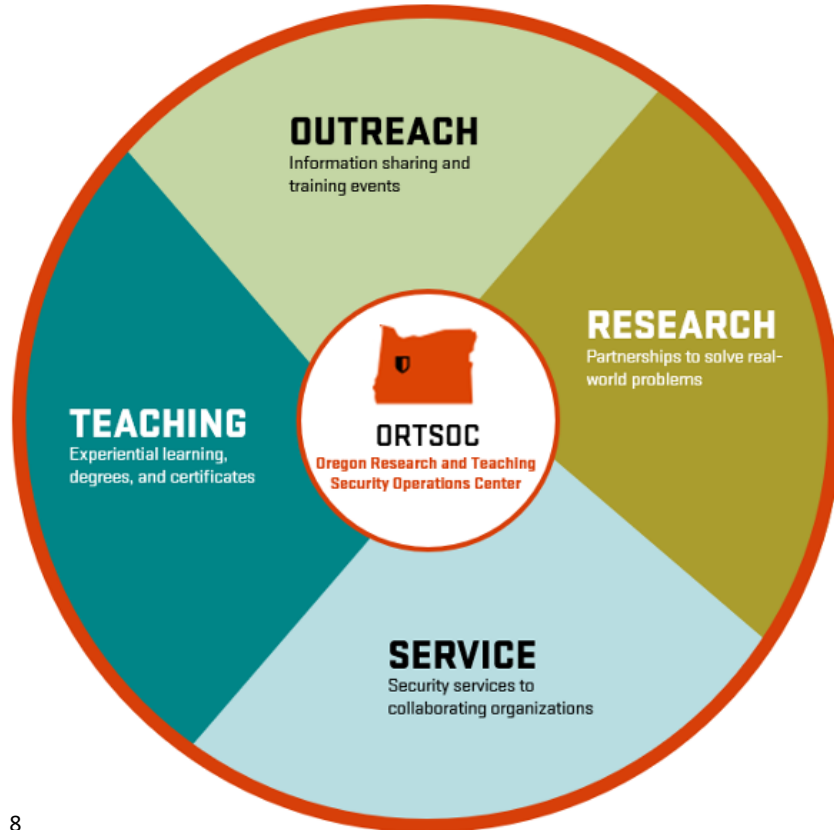 OUTREACH
Information sharing and
training events
RESEARCH
Partnerships to solve real-
world problems
TEACHING
Experiential learning,
degrees, and certificates
ORTSOC
Oregon Research and Teaching
Security Operations Center
SERVICE
Security services to
collaborating organizations
8